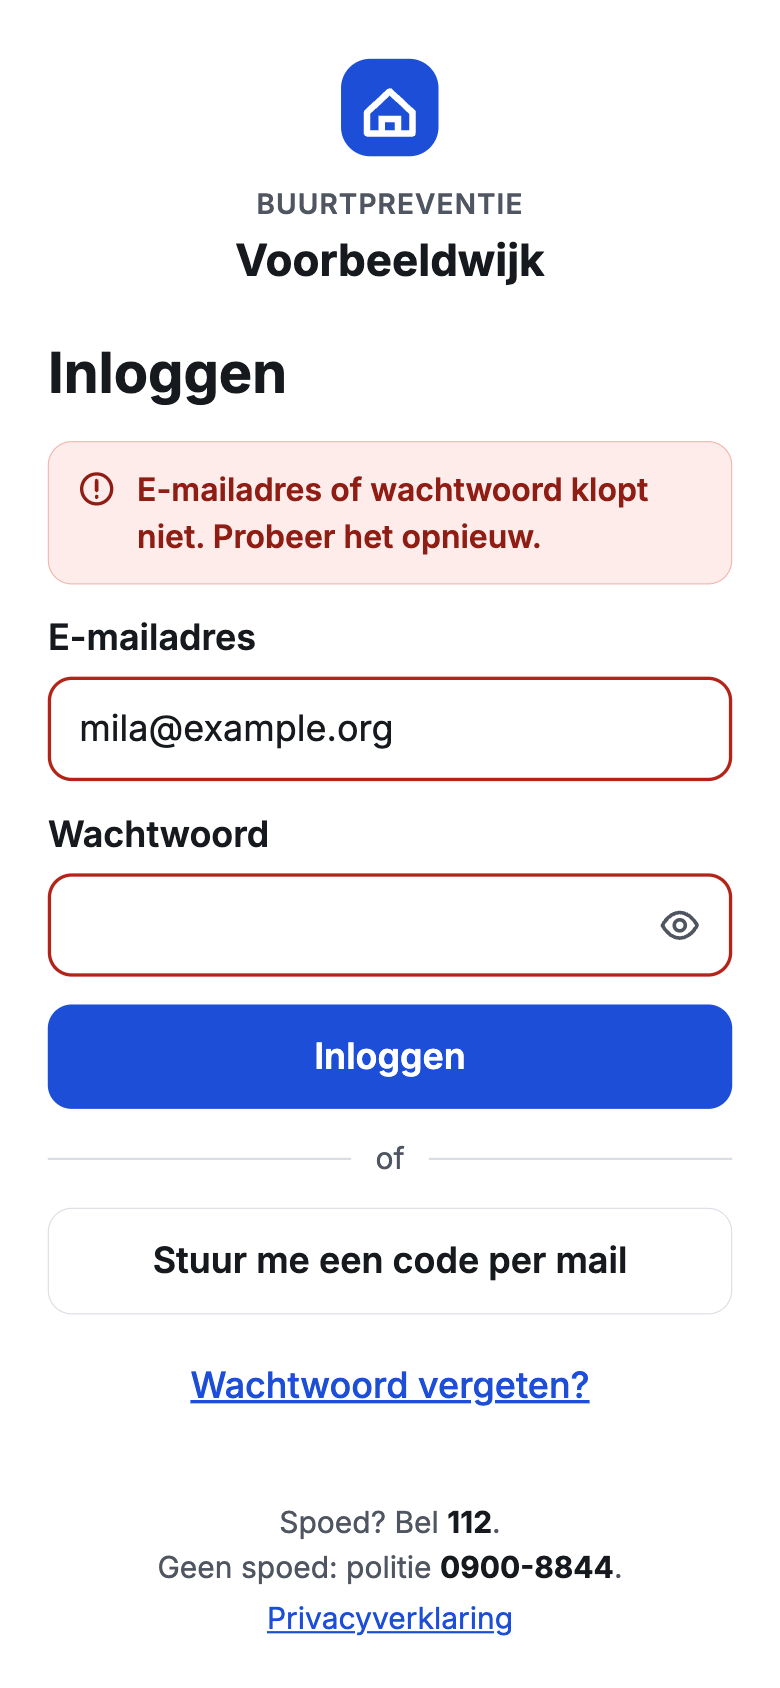 BUURTPREVENTIE
Voorbeeldwijk
Inloggen
E-mailadres of wachtwoord klopt
niet. Probeer het opnieuw.
E-mailadres
mila@example.org
Wachtwoord
Inloggen
of
Stuur me een code per mail
Wachtwoord vergeten?
Spoed? Bel 112.
Geen spoed: politie 0900-8844.
Privacyverklaring